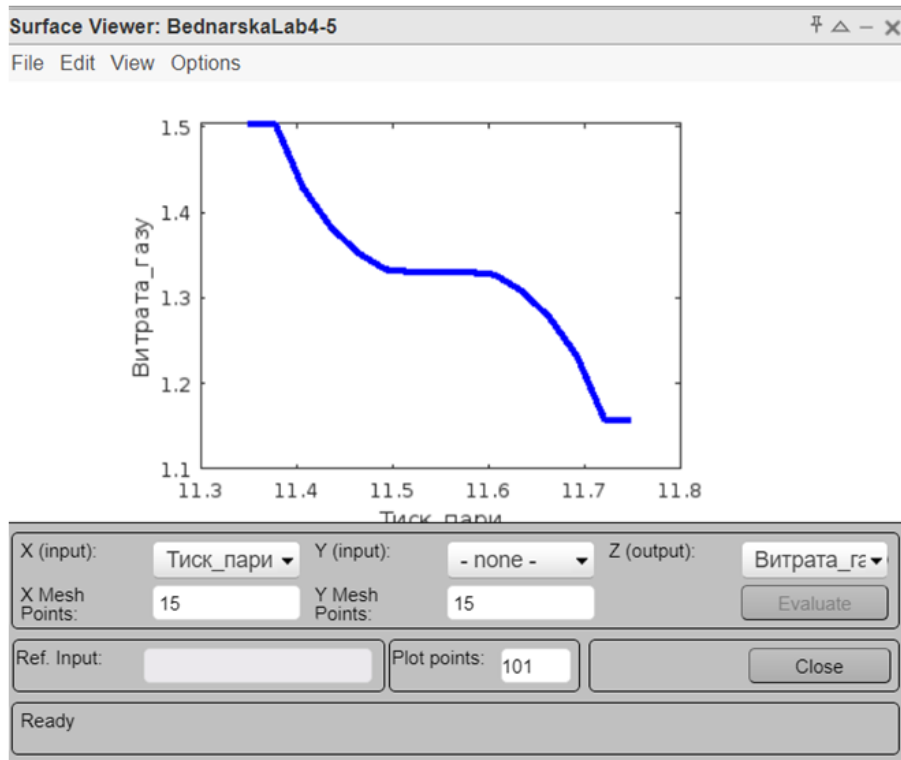 Surface Viewer: BednarskaLab4-5
File Edit View Options
1.5
1.4
1.3
1.2
1.1
Витрата_газу
11.3 11.4 11.5 11.6 11.7 11.8
Тиск_пари
X (input): Тиск_пари Y (input): - none - Z (output): Витрата_га
X Mesh Points: 15 Y Mesh Points: 15 Evaluate
Ref. Input: Plot points: 101 Close
Ready